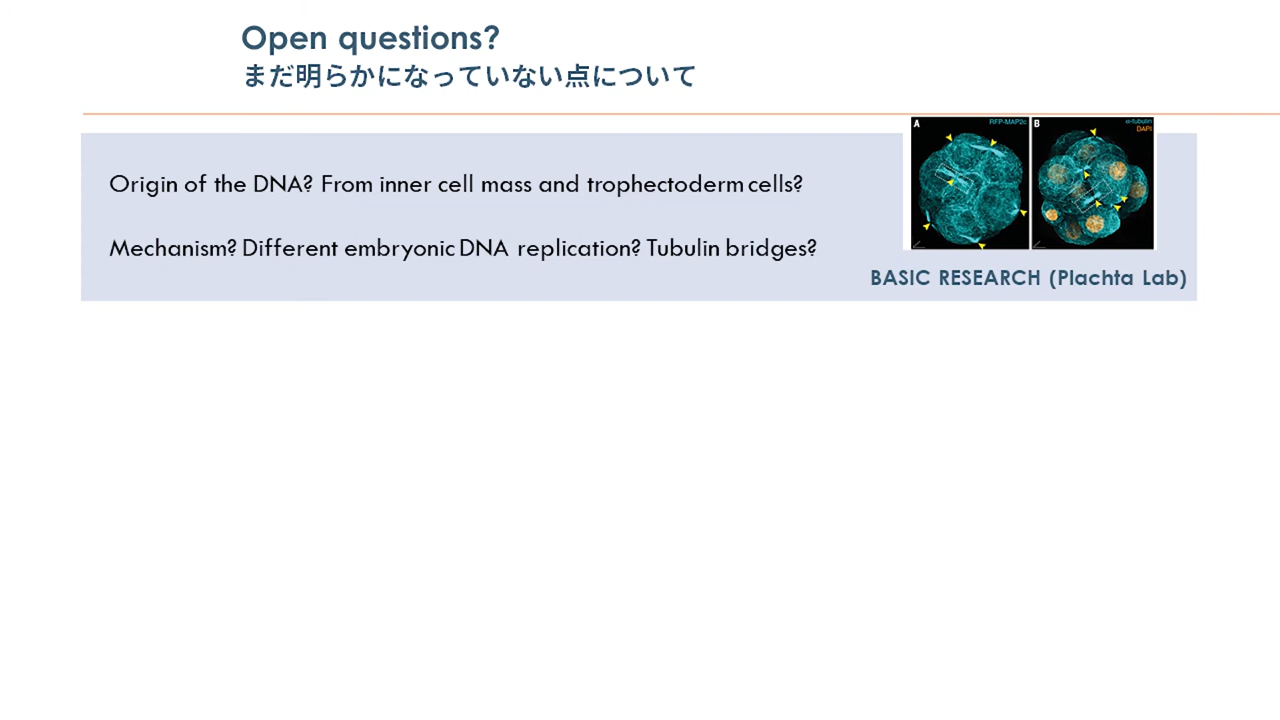 Open questions?
まだ明らかになっていない点について
Origin of the DNA? From inner cell mass and trophectoderm cells?
Mechanism? Different embryonic DNA replication? Tubulin bridges?
A
RFP-MAP2c
B
α-tubulin
DAPI
BASIC RESEARCH (Plachta Lab)